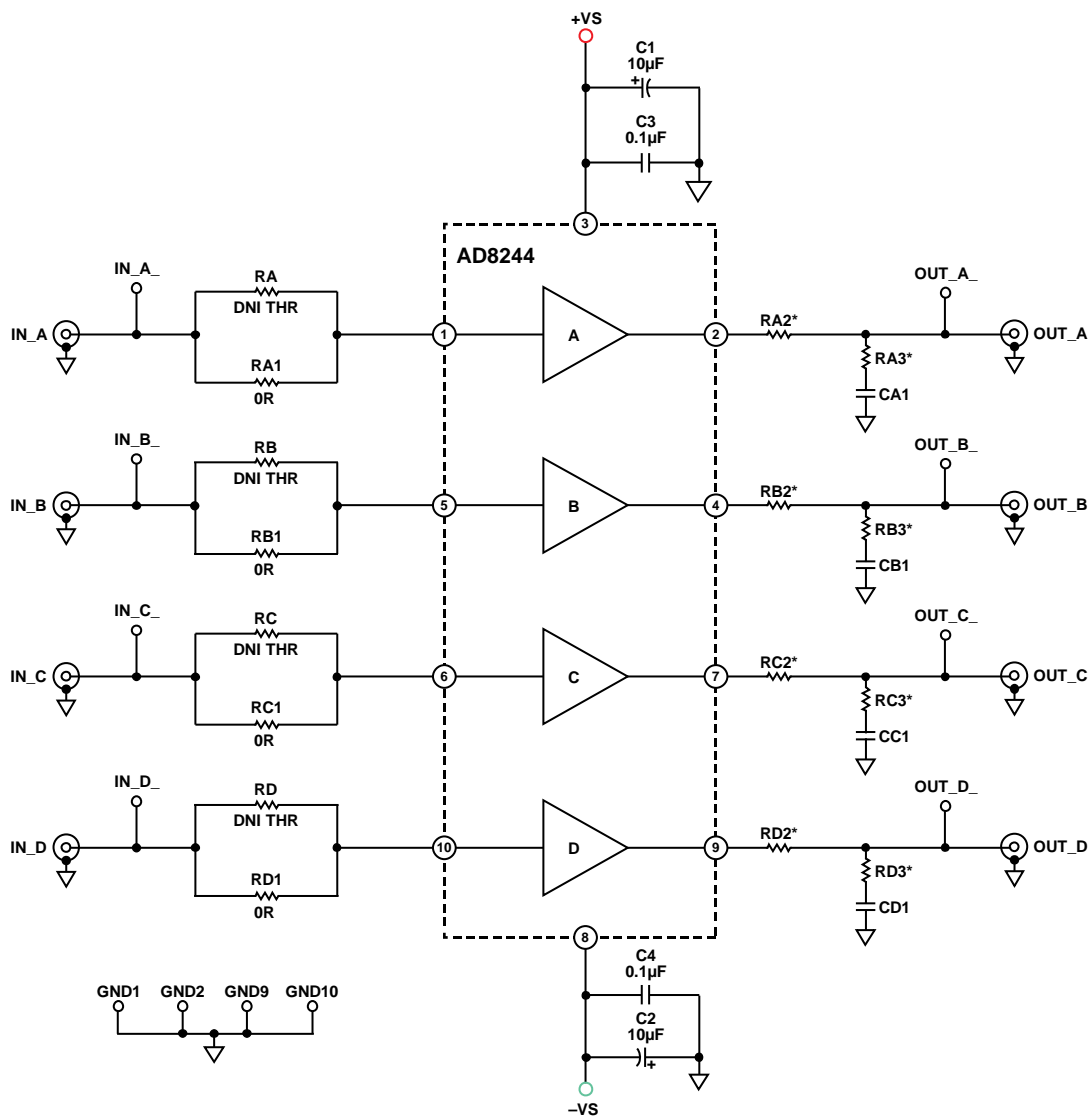 +VS
C1
10µF
+
C3
0.1µF
3
AD8244
IN_A_
RA
DNI THR
OUT_A_
IN_A
1
A
2
RA2*
OUT_A
RA1
0R
RA3*
CA1
IN_B_
RB
DNI THR
OUT_B_
IN_B
5
B
4
RB2*
OUT_B
RB1
0R
RB3*
CB1
IN_C_
RC
DNI THR
OUT_C_
IN_C
6
C
7
RC2*
OUT_C
RC1
0R
RC3*
CC1
IN_D_
RD
DNI THR
OUT_D_
IN_D
10
D
9
RD2*
OUT_D
RD1
0R
RD3*
CD1
8
C4
0.1µF
GND1 GND2 GND9 GND10
C2
10µF
+
–VS